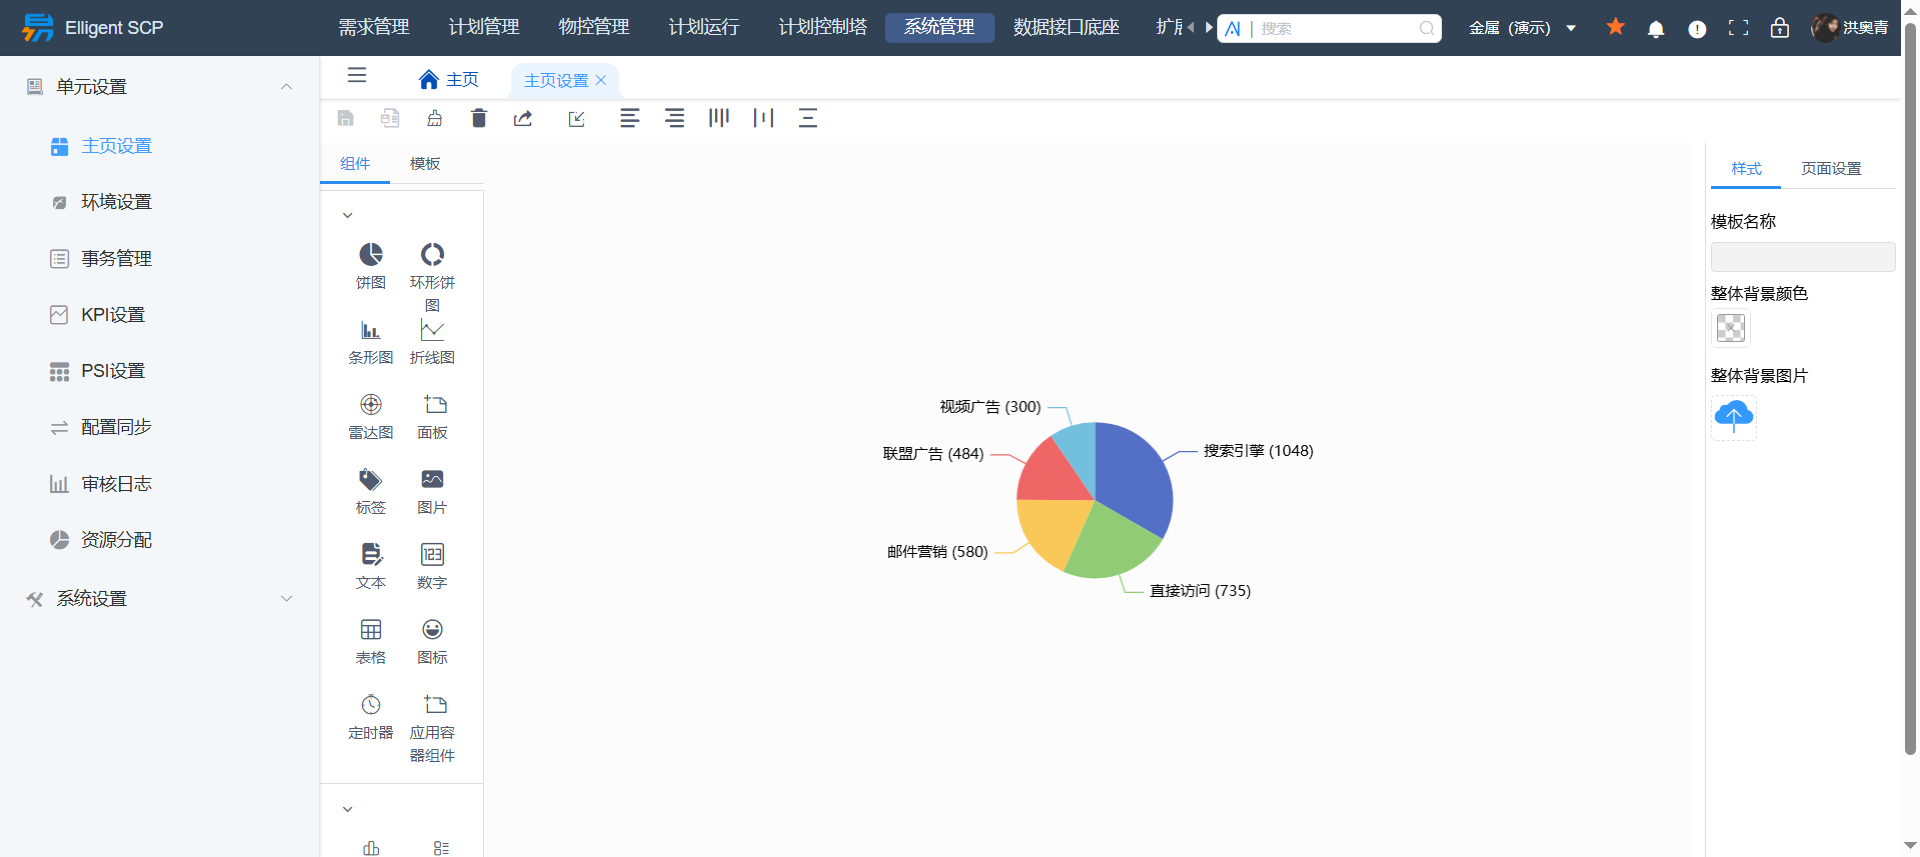 Elligent SCP
需求管理
计划管理
物控管理
计划运行
计划控制塔
系统管理
数据接口底座
AI
搜索
金属（演示）
洪奥青
单元设置
主页设置
环境设置
事务管理
KPI设置
PSI设置
配置同步
审核日志
资源分配
系统设置
主页
主页设置
组件
模板
饼图
环形饼
图
条形图
折线图
雷达图
面板
标签
图片
文本
123
数字
表格
图标
定时器
应用容
器组件
视频广告 (300)
联盟广告 (484)
搜索引擎 (1048)
邮件营销 (580)
直接访问 (735)
样式
页面设置
模板名称
整体背景颜色
整体背景图片